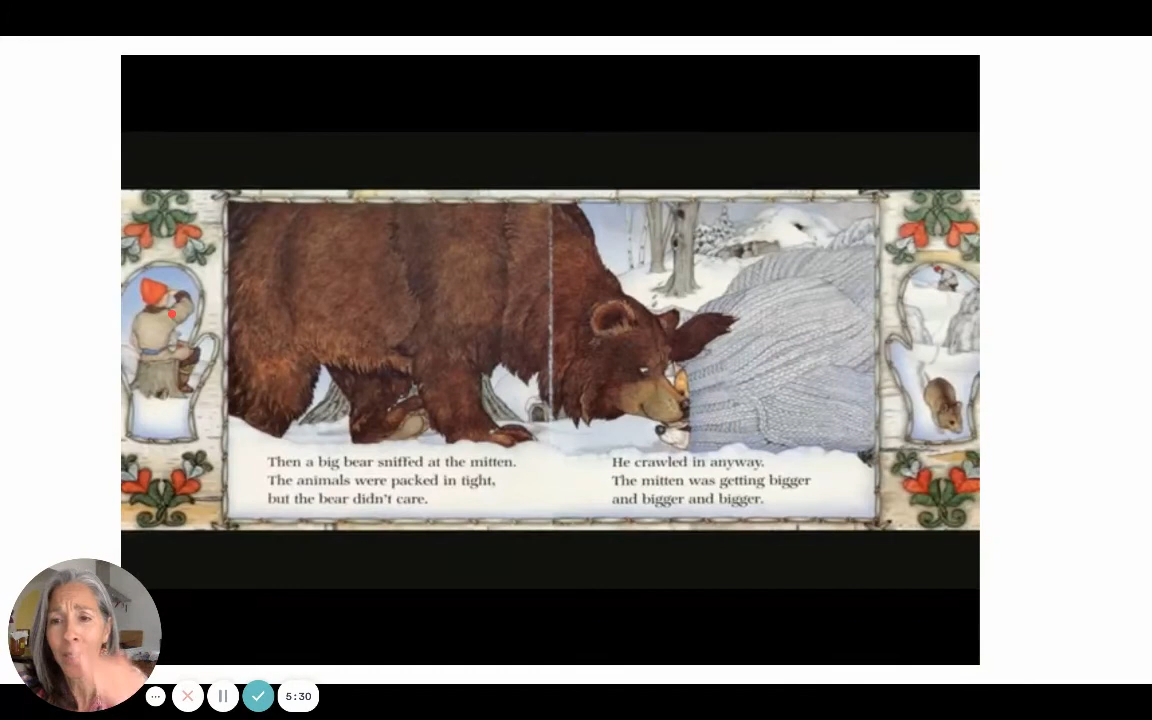 Then a big bear sniffed at the mitten.
The animals were packed in tight,
but the bear didn't care.
He crawled in anyway.
The mitten was getting bigger
and bigger and bigger.
5:30